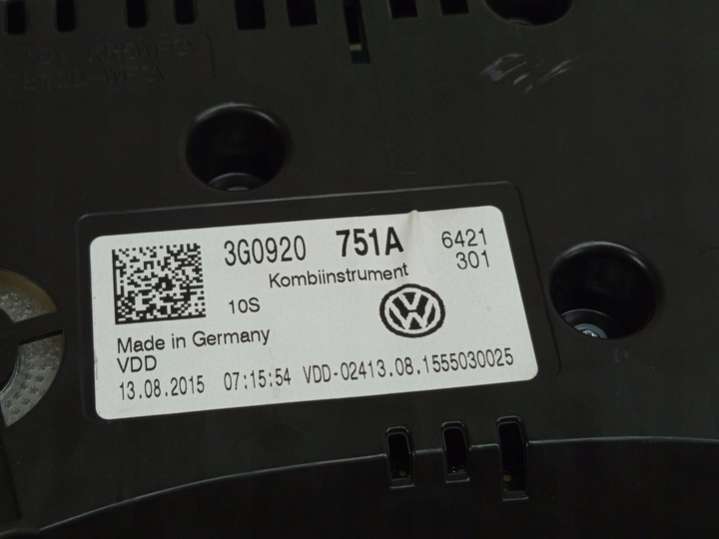 3G0920 751A 6421
Kombiinstrument 301
10S
Made in Germany
VDD
13.08.2015 07:15:54 VDD-02413.08.1555030025